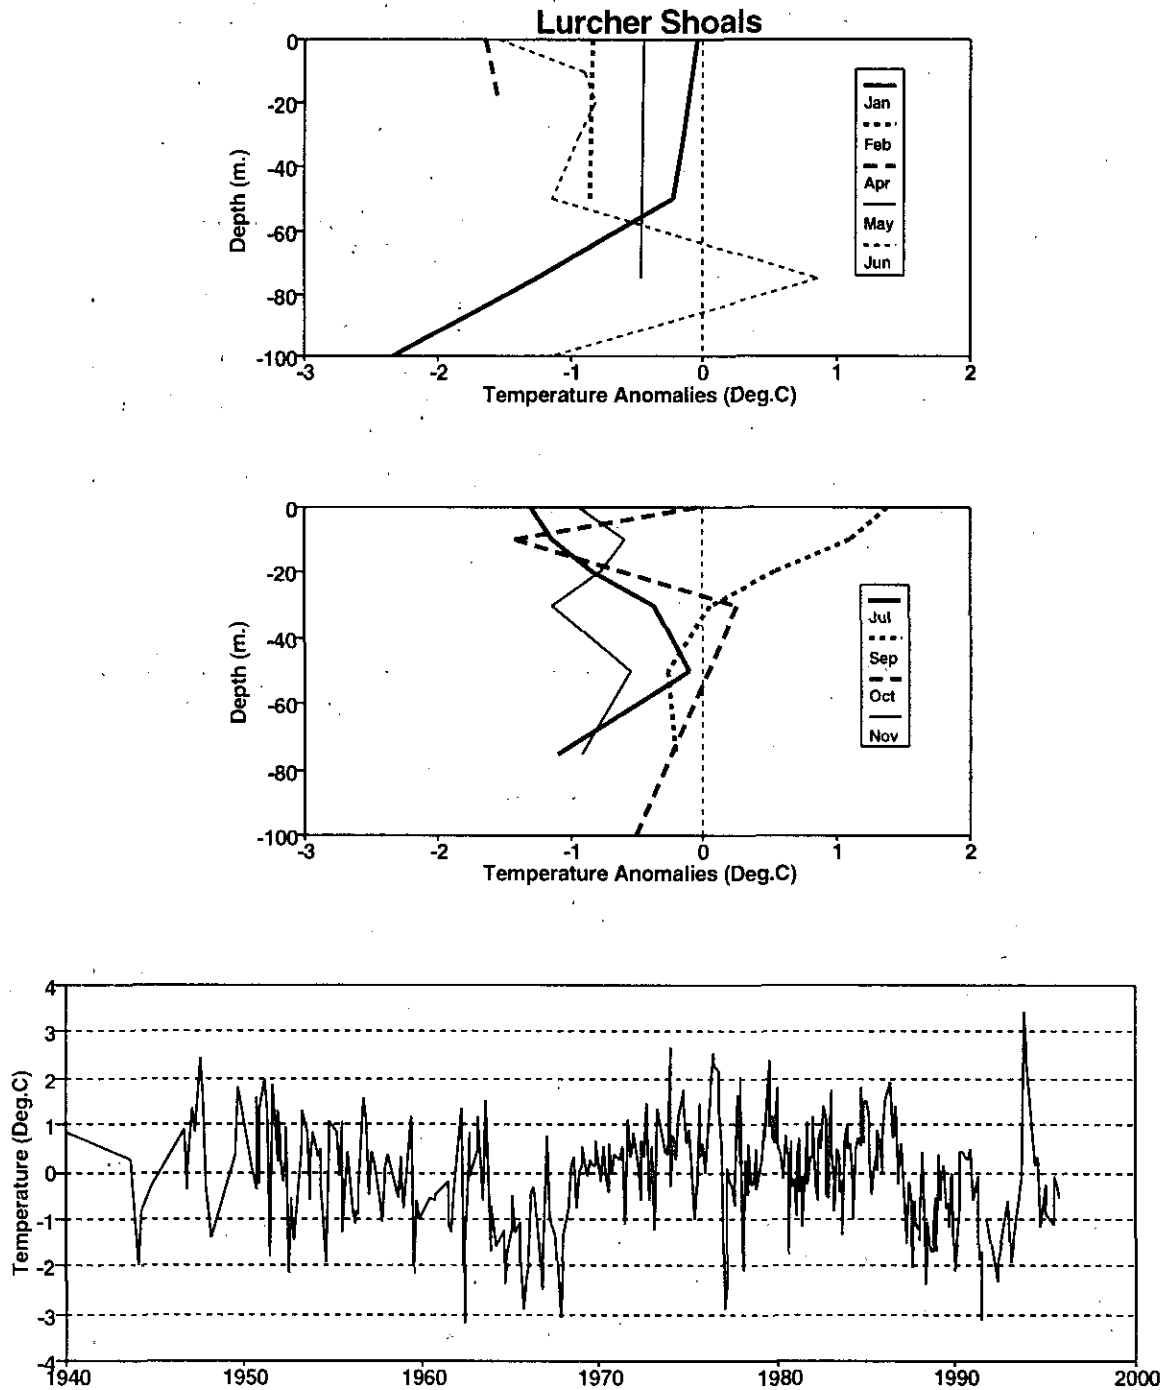 Lurcher Shoals
0
-20
-40
-60
-80
-100
Depth (m.)
-3 -2 -1 0 1 2
Temperature Anomalies (Deg.C)
Jan
Feb
Apr
May
Jun
0
-20
-40
-60
-80
-100
Depth (m.)
-3 -2 -1 0 1 2
Temperature Anomalies (Deg.C)
Jul
Sep
Oct
Nov
4
3
2
1
0
-1
-2
-3
-4
Temperature (Deg.C)
1940 1950 1960 1970 1980 1990 2000